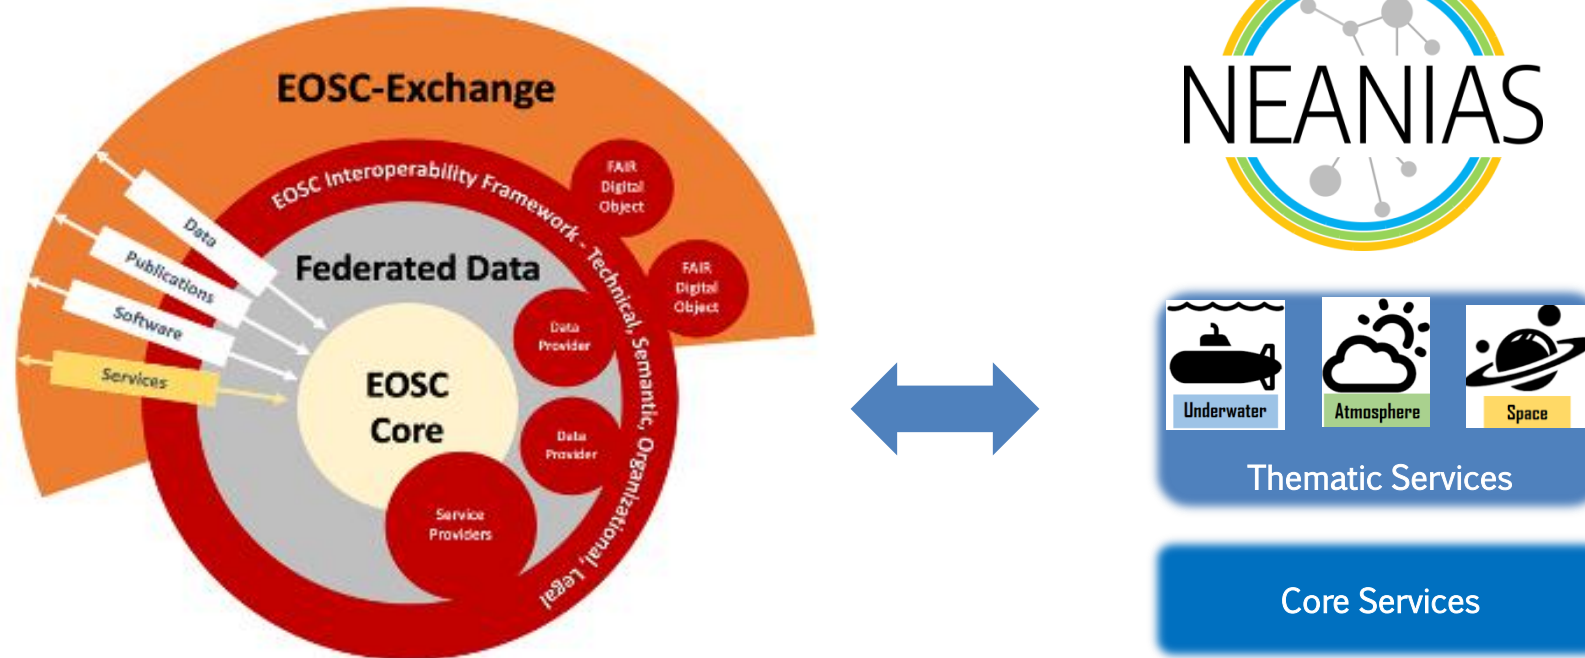 EOSC-Exchange
EOSC Interoperability Framework - Technical, Semantic, Organizational, Legal
FAIR
Digital
Object
FAIR
Digital
Object
Data
Publications
Software
Services
Federated Data
Data
Provider
EOSC
Core
Data
Provider
Service
Providers
NEANIAS
Underwater
Atmosphere
Space
Thematic Services
Core Services